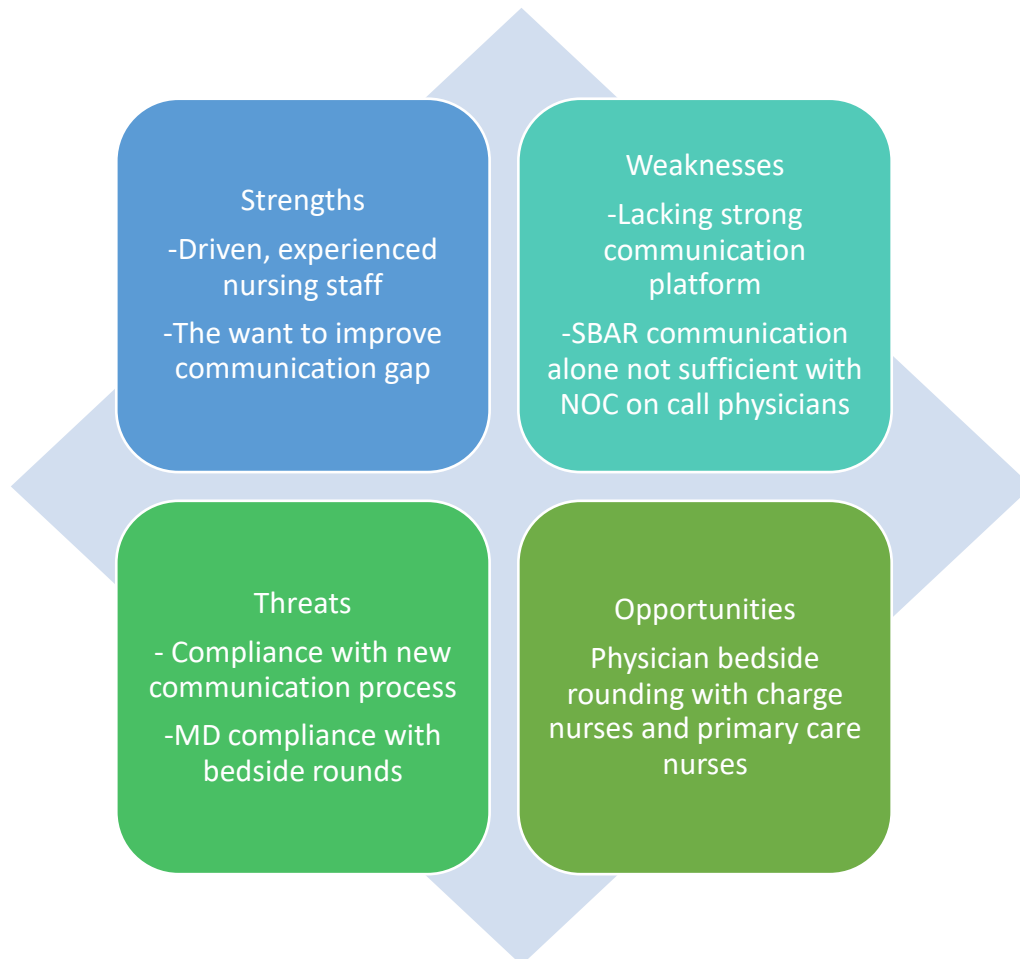 Strengths
-Driven, experienced
nursing staff
-The want to improve
communication gap
Weaknesses
-Lacking strong
communication
platform
-SBAR communication
alone not sufficient with
NOC on call physicians
Threats
- Compliance with new
communication process
-MD compliance with
bedside rounds
Opportunities
Physician bedside
rounding with charge
nurses and primary care
nurses